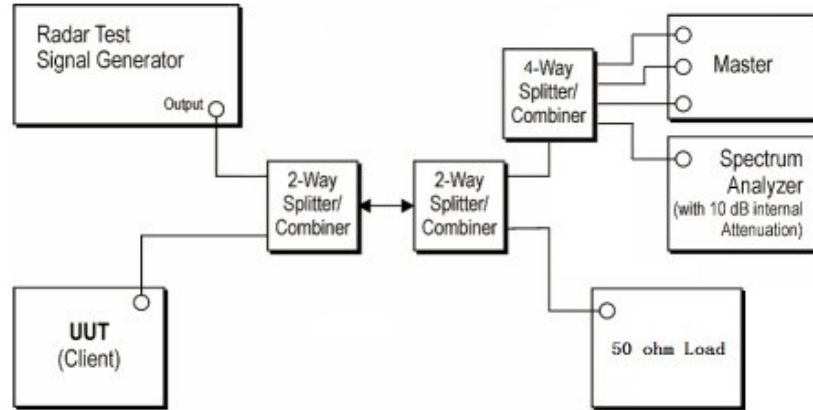 Radar Test
Signal Generator
Output
4-Way
Splitter/
Combiner
Master
Spectrum
Analyzer
(with 10 dB internal
Attenuation)
2-Way
Splitter/
Combiner
2-Way
Splitter/
Combiner
UUT
(Client)
50 ohm Load